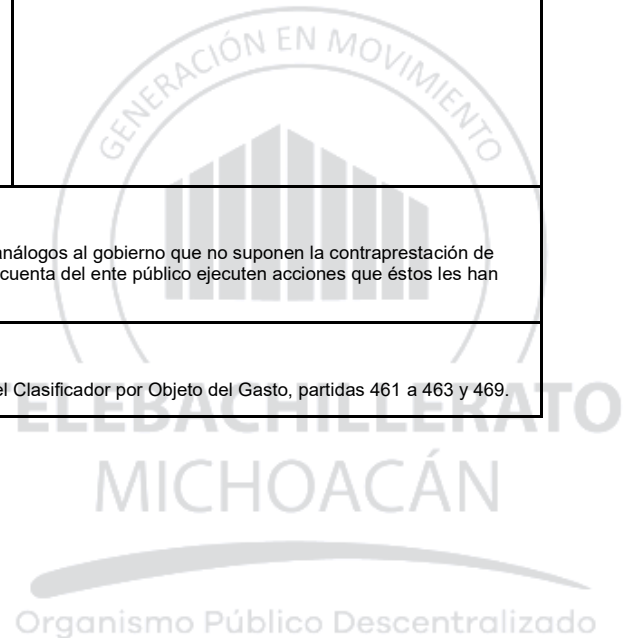 GENERACIÓN EN MOVIMIENTO
análogos al gobierno que no suponen la contraprestación de
cuenta del ente público ejecuten acciones que éstos les han
el Clasificador por Objeto del Gasto, partidas 461 a 463 y 469.
ELEBACHILLERATO
MICHOACÁN
Organismo Público Descentralizado